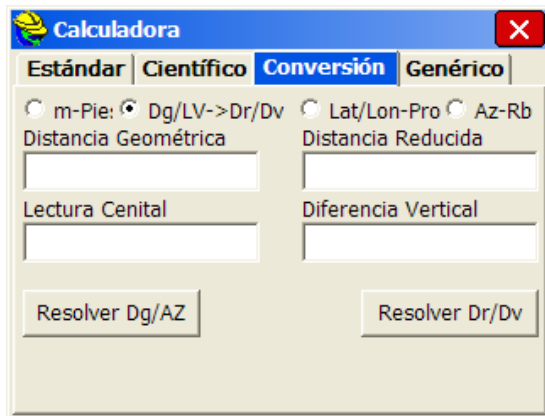 Calculadora
Estándar Científico Conversión Genérico
m-Pies Dg/LV->Dr/Dv Lat/Lon-Pro Az-Rb
Distancia Geométrica Distancia Reducida
Lectura Cenital Diferencia Vertical
Resolver Dg/AZ Resolver Dr/Dv